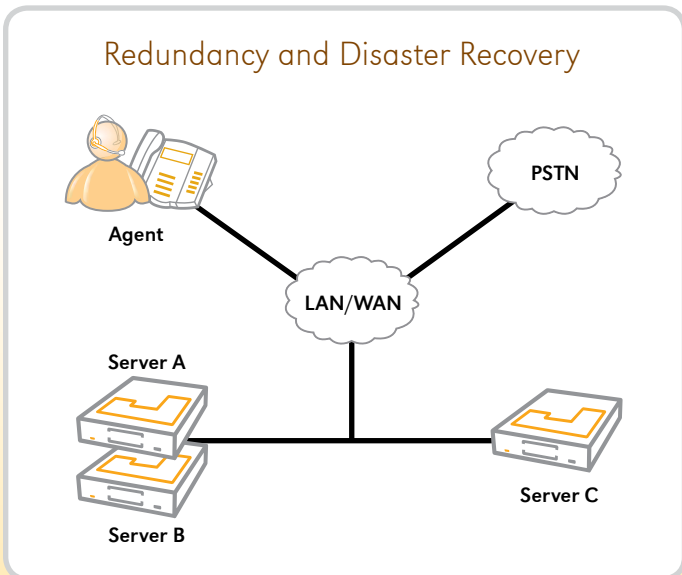 Redundancy and Disaster Recovery
PSTN
Agent
LAN/WAN
Server A
Server C
Server B